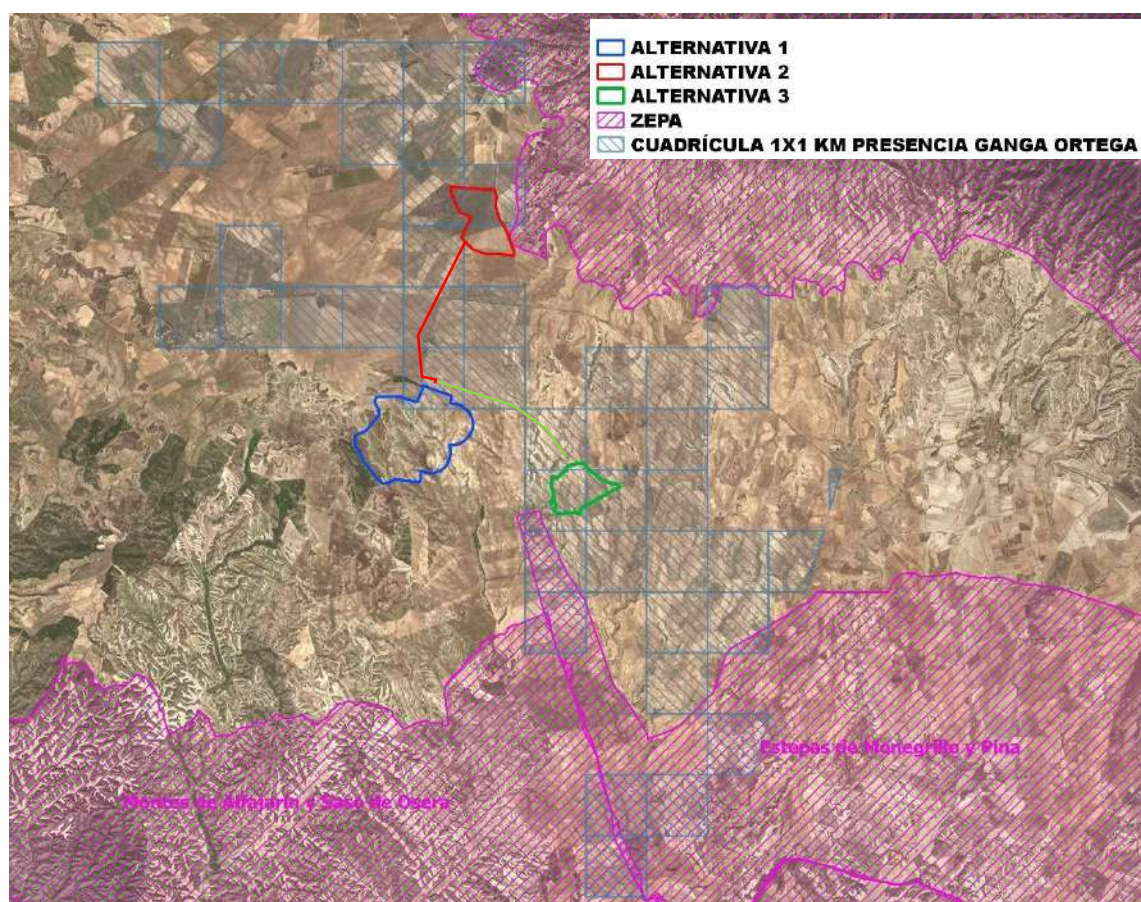 ALTERNATIVA 1
ALTERNATIVA 2
ALTERNATIVA 3
ZEPA
CUADRÍCULA 1X1 KM PRESENCIA GANGA ORTEGA
Estepas de Monegrillo y Pina
Montes de Alfajarín y Saso de Osera